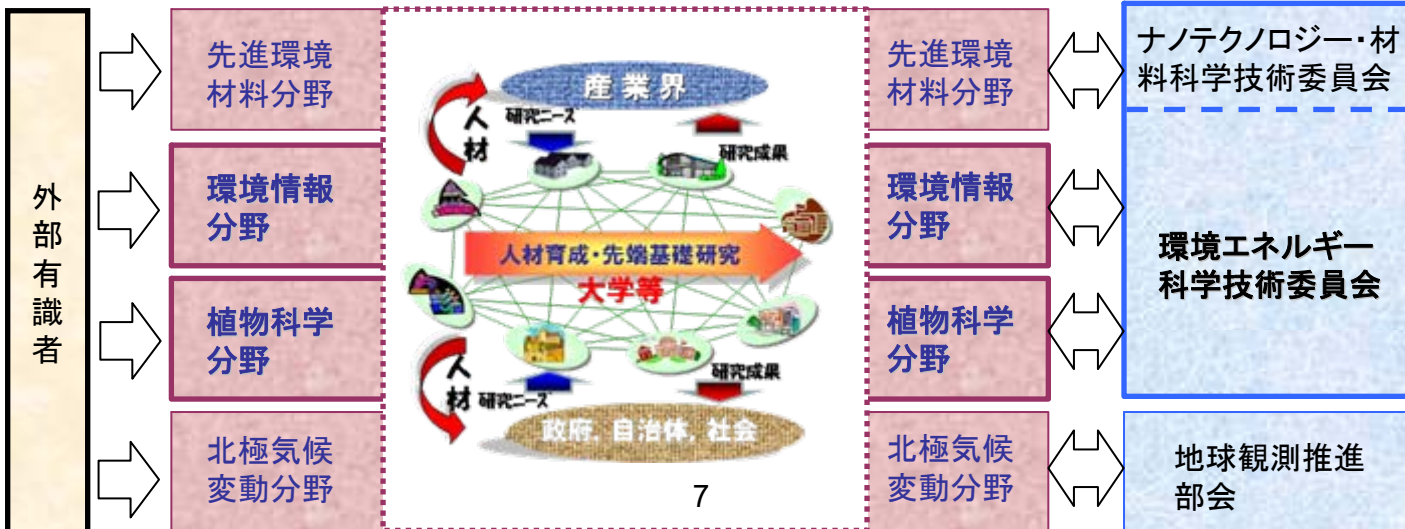 外部有識者
先進環境
材料分野
環境情報
分野
植物科学
分野
北極気候
変動分野
産業界
人材
研究ニーズ
研究成果
人材育成・先端基礎研究
大学等
人材
研究ニーズ
研究成果
政府、自治体、社会
7
先進環境
材料分野
環境情報
分野
植物科学
分野
北極気候
変動分野
ナノテクノロジー・材
料科学技術委員会
環境エネルギー
科学技術委員会
地球観測推進
部会